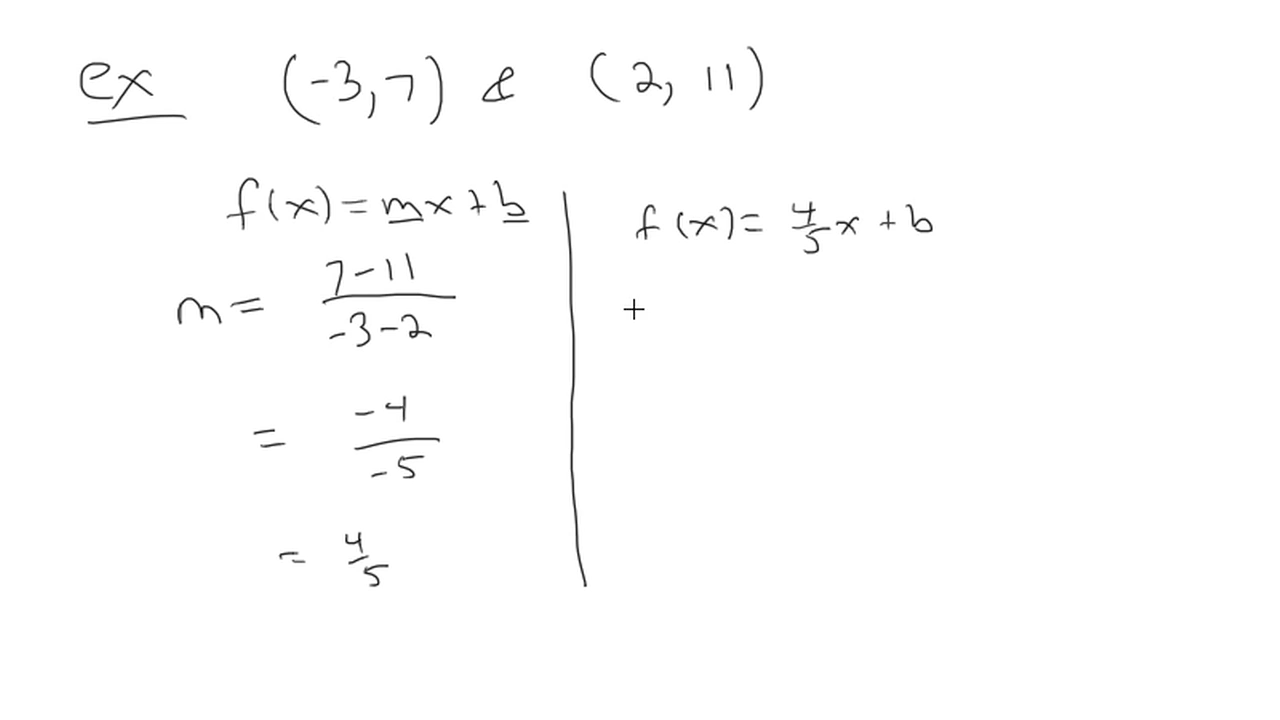 ex (-3,7) & (2, 11)
f(x) = mx + b
m = 7-11 / -3-2
= -4 / -5
= 4/5
f(x) = 4/5 x + b